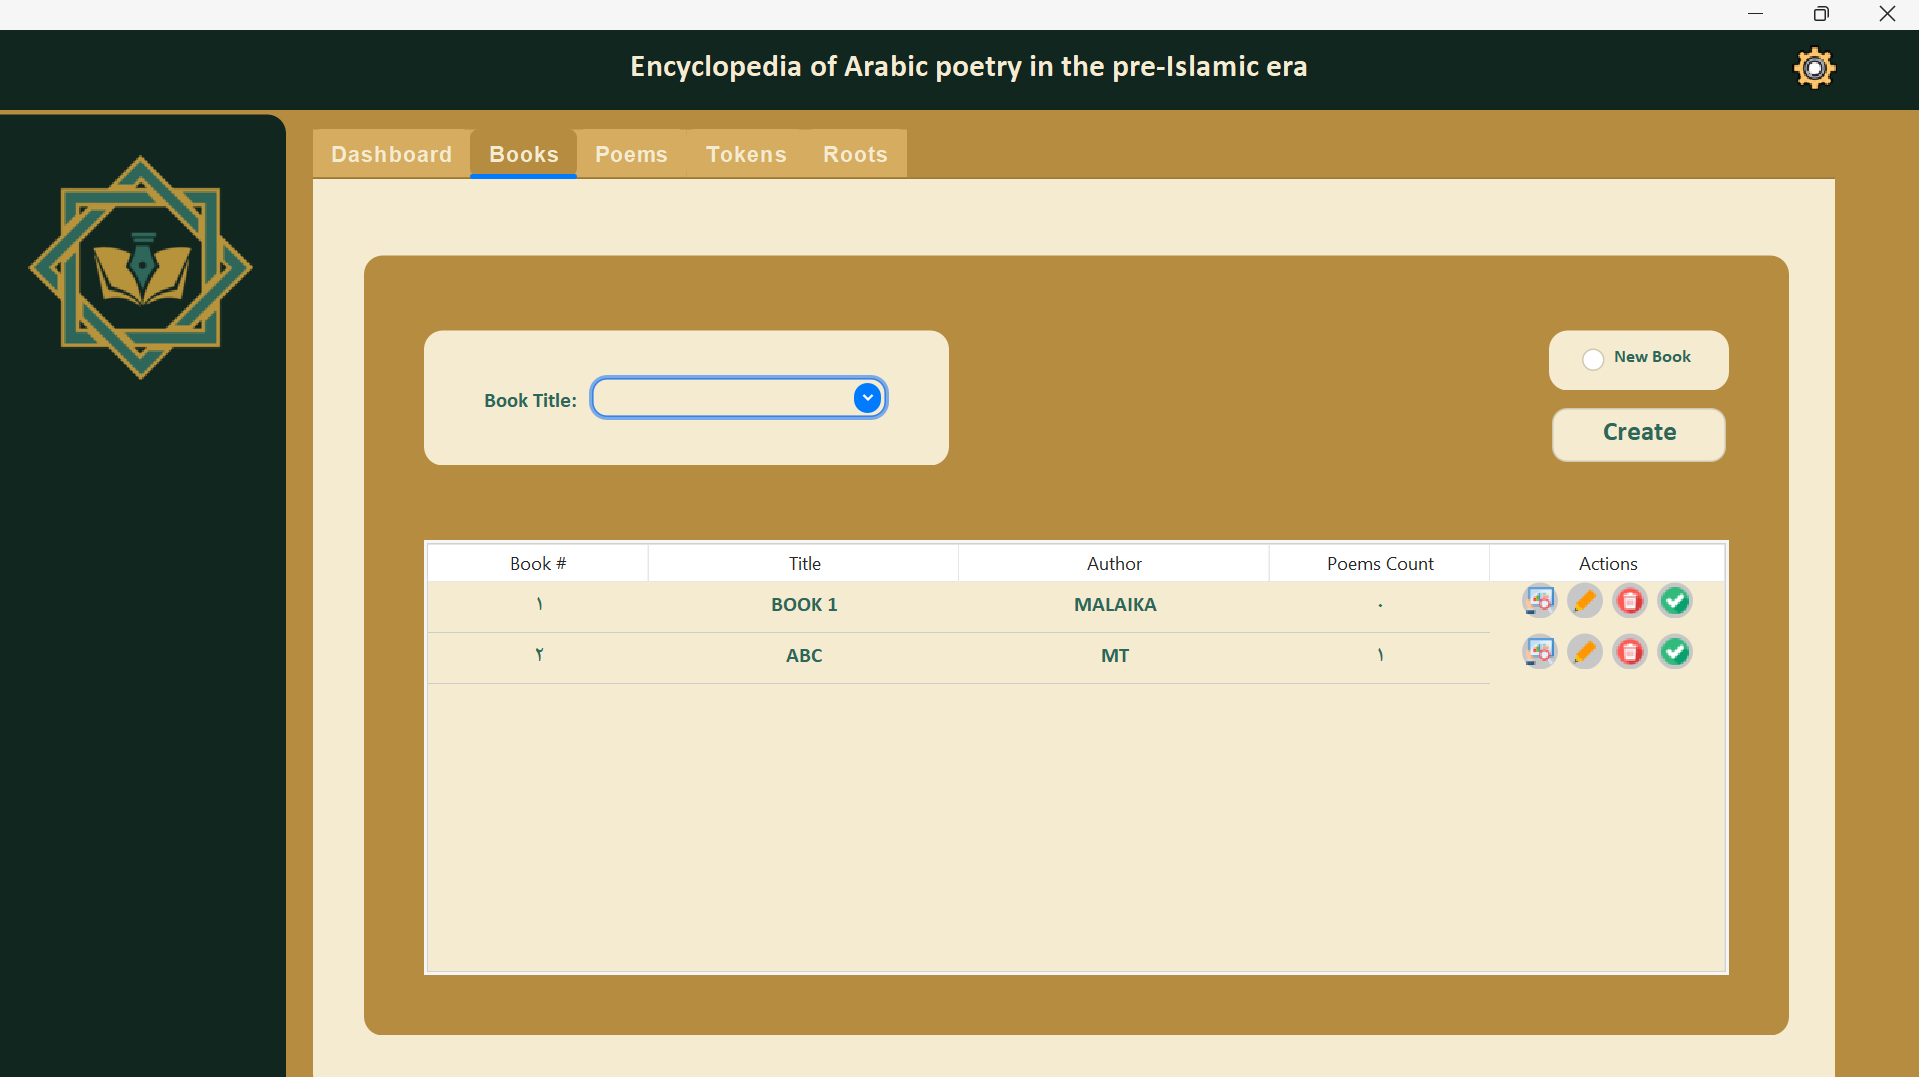 Encyclopedia of Arabic poetry in the pre-Islamic era
Dashboard Books Poems Tokens Roots
New Book
Book Title:
Create
Book # Title Author Poems Count Actions
١ BOOK 1 MALAIKA ٠
٢ ABC MT ١